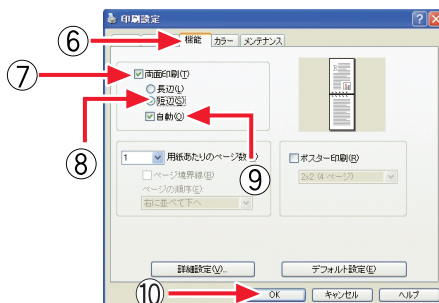 印刷設定
⑥
機能 カラー メンテナンス
⑦
両面印刷(T)
長辺(L)
短辺(S)
⑧
自動(O)
⑨
1 用紙あたりのページ数
ページ境界線(B)
ページの順序(E):
右に並べて下へ
ポスター印刷(R)
2x2 (4 ページ)
詳細設定(V)...
デフォルト設定(E)
⑩
OK キャンセル ヘルプ